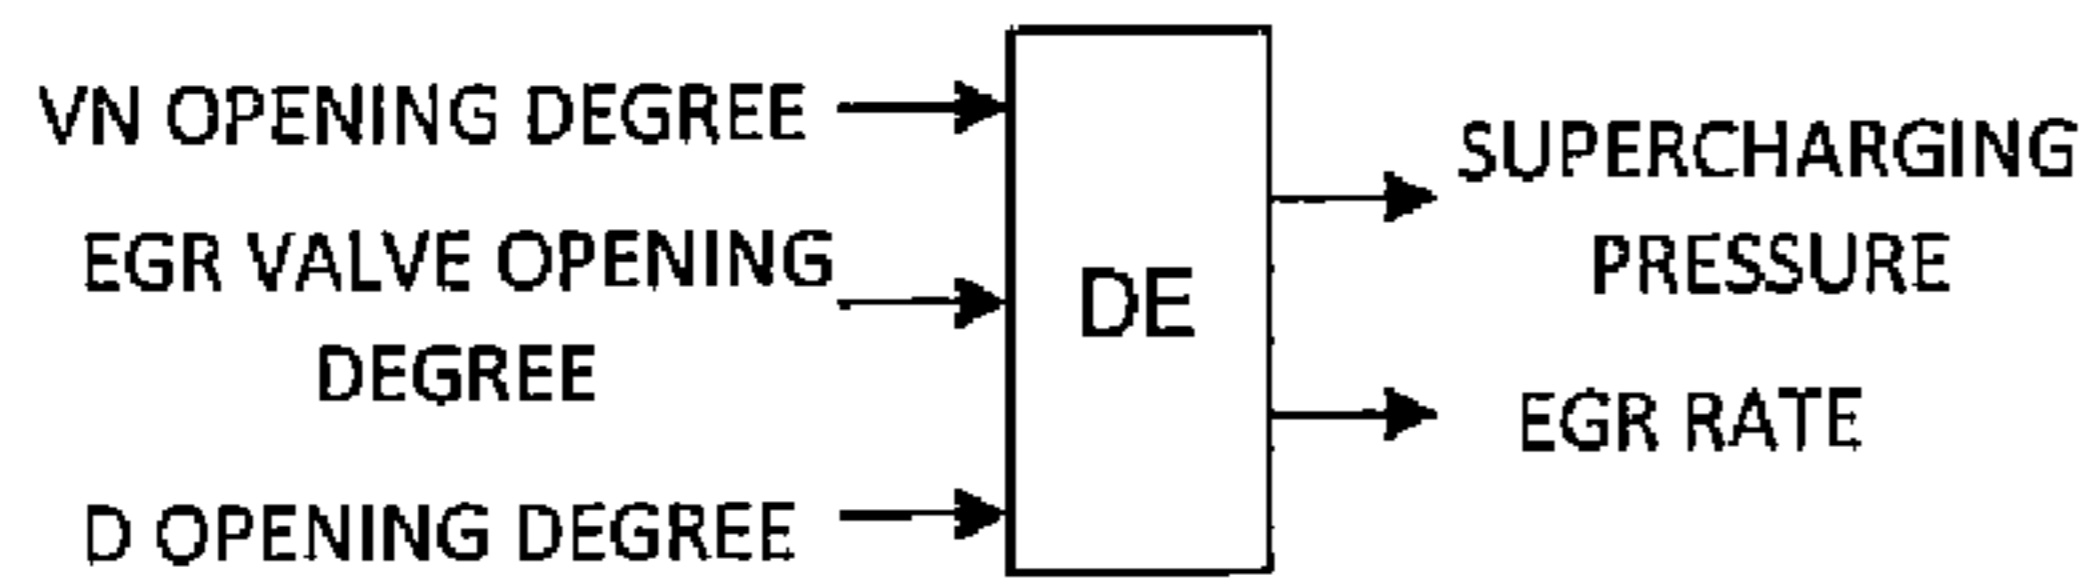 VN OPENING DEGREE
EGR VALVE OPENING
DEGREE
D OPENING DEGREE
DE
SUPERCHARGING
PRESSURE
EGR RATE